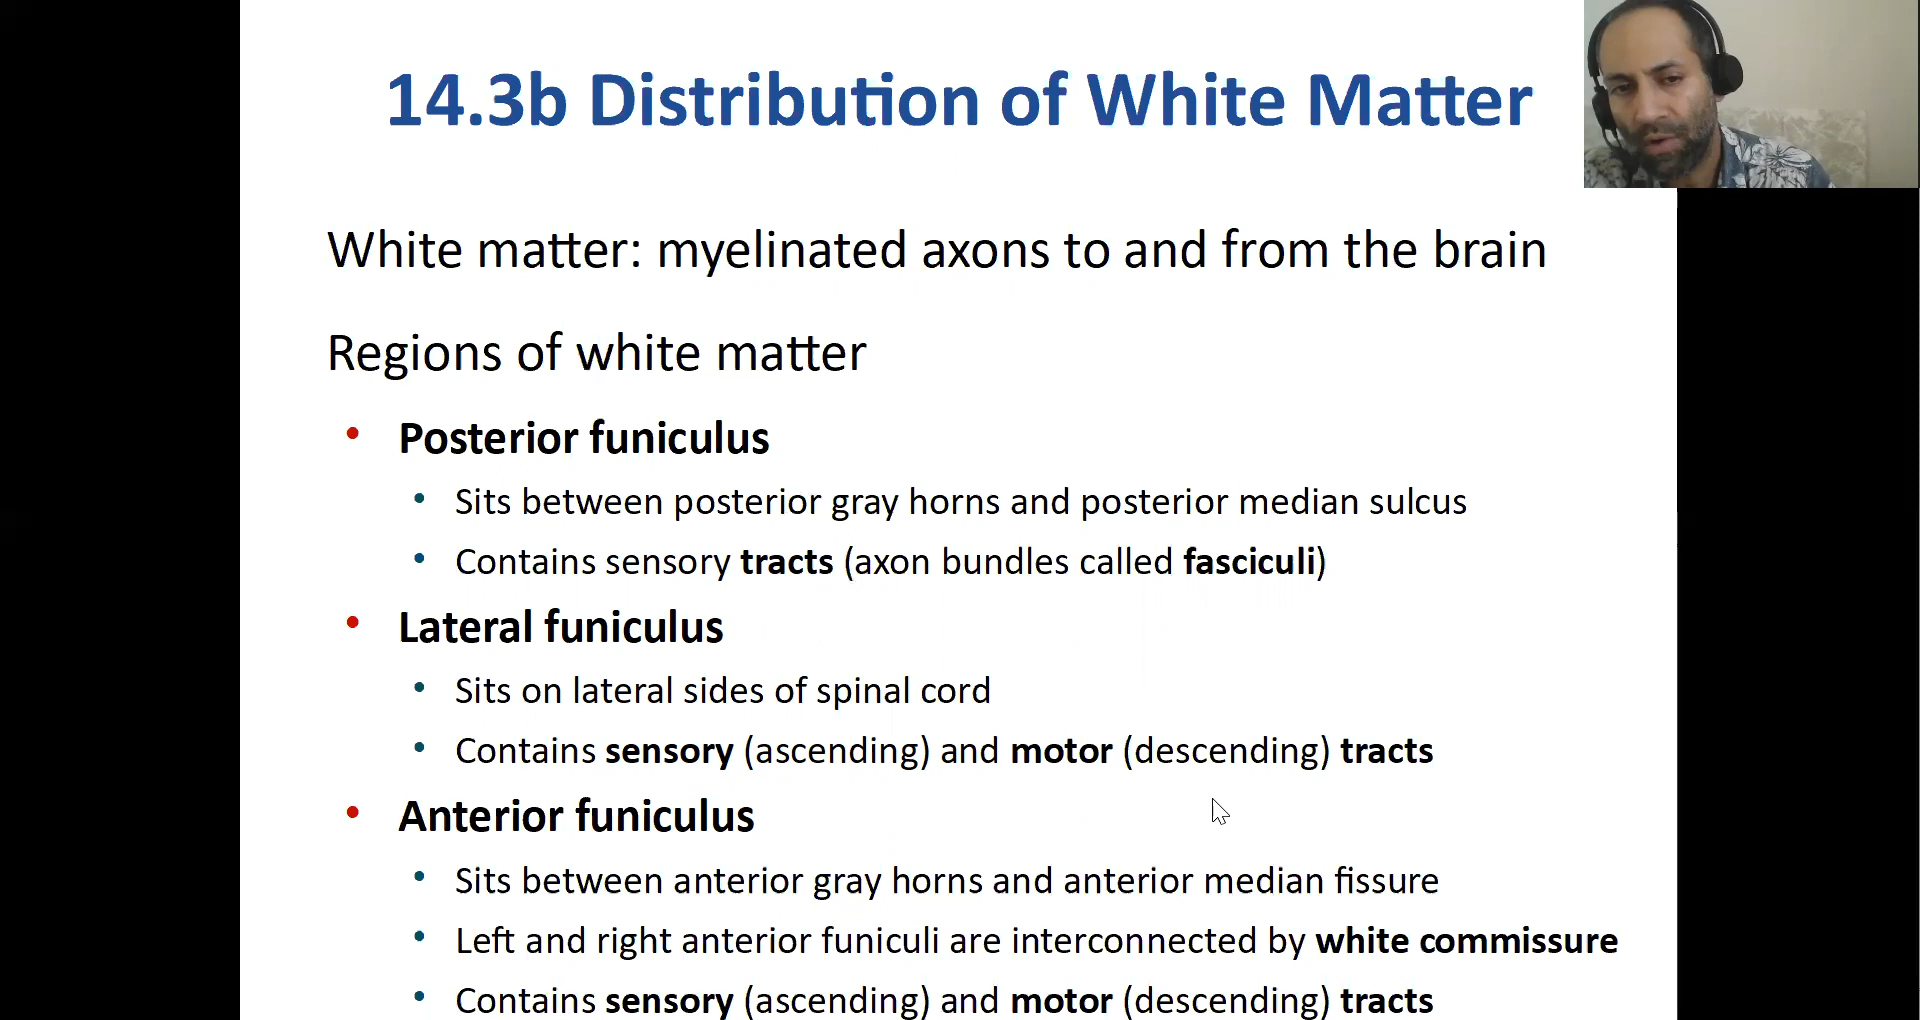 14.3b Distribution of White Matter
White matter: myelinated axons to and from the brain
Regions of white matter
• Posterior funiculus
• Sits between posterior gray horns and posterior median sulcus
• Contains sensory tracts (axon bundles called fasciculi)
• Lateral funiculus
• Sits on lateral sides of spinal cord
• Contains sensory (ascending) and motor (descending) tracts
• Anterior funiculus
• Sits between anterior gray horns and anterior median fissure
• Left and right anterior funiculi are interconnected by white commissure
• Contains sensory (ascending) and motor (descending) tracts